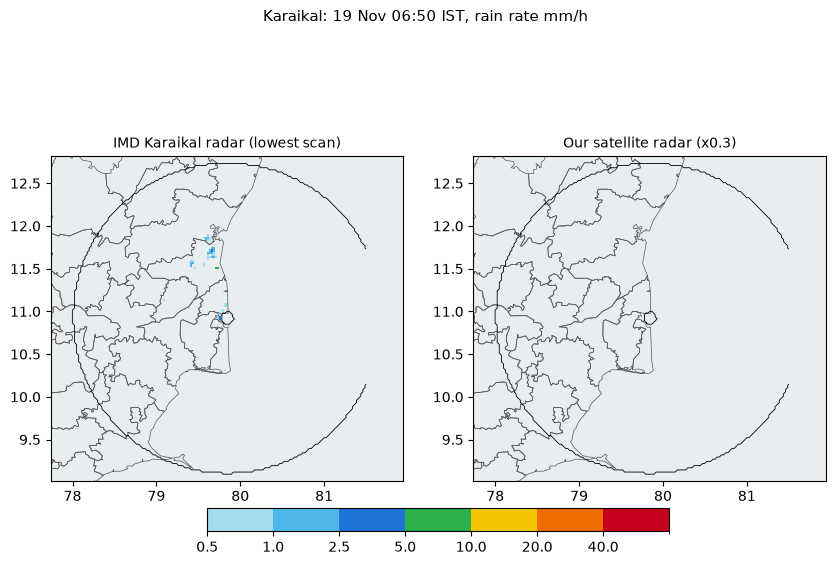 Karaikal: 19 Nov 06:50 IST, rain rate mm/h
IMD Karaikal radar (lowest scan)
Our satellite radar (x0.3)
12.5
12.0
11.5
11.0
10.5
10.0
9.5
78 79 80 81
12.5
12.0
11.5
11.0
10.5
10.0
9.5
78 79 80 81
0.5 1.0 2.5 5.0 10.0 20.0 40.0